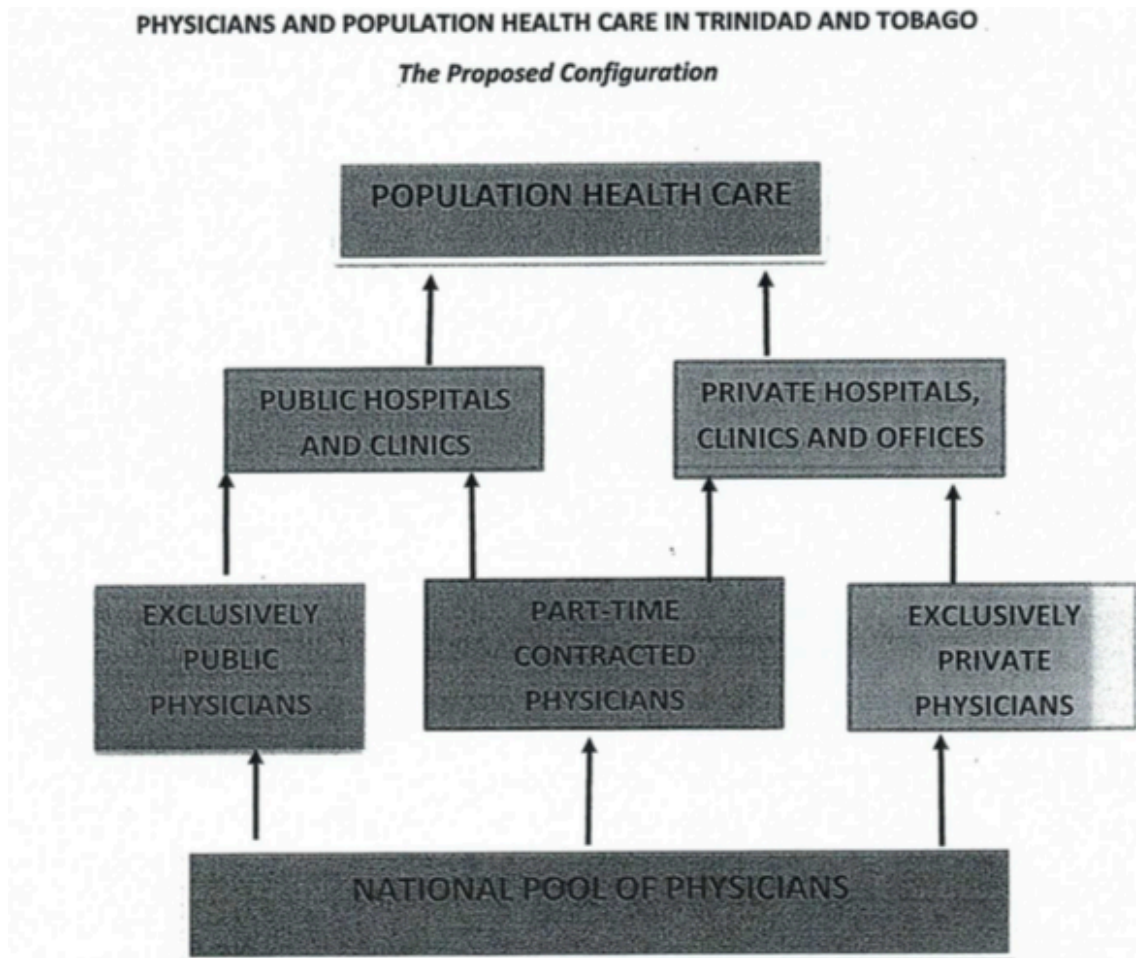 PHYSICIANS AND POPULATION HEALTH CARE IN TRINIDAD AND TOBAGO
The Proposed Configuration
POPULATION HEALTH CARE
PUBLIC HOSPITALS
AND CLINICS
PRIVATE HOSPITALS,
CLINICS AND OFFICES
EXCLUSIVELY
PUBLIC
PHYSICIANS
PART-TIME
CONTRACTED
PHYSICIANS
EXCLUSIVELY
PRIVATE
PHYSICIANS
NATIONAL POOL OF PHYSICIANS